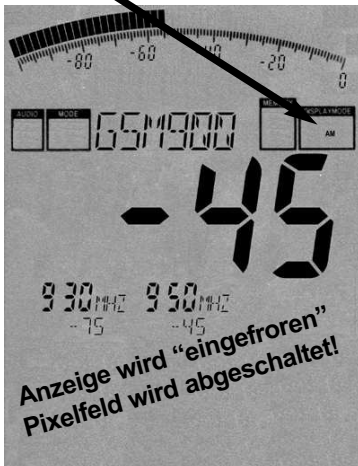 -80 -60 -40 -20 0
AUDIO MODE GSM900 MEMORY DISPLAYMODE
AM
-45
930MHZ 950MHZ
-75 -45
Anzeige wird “eingefroren”
Pixelfeld wird abgeschaltet!